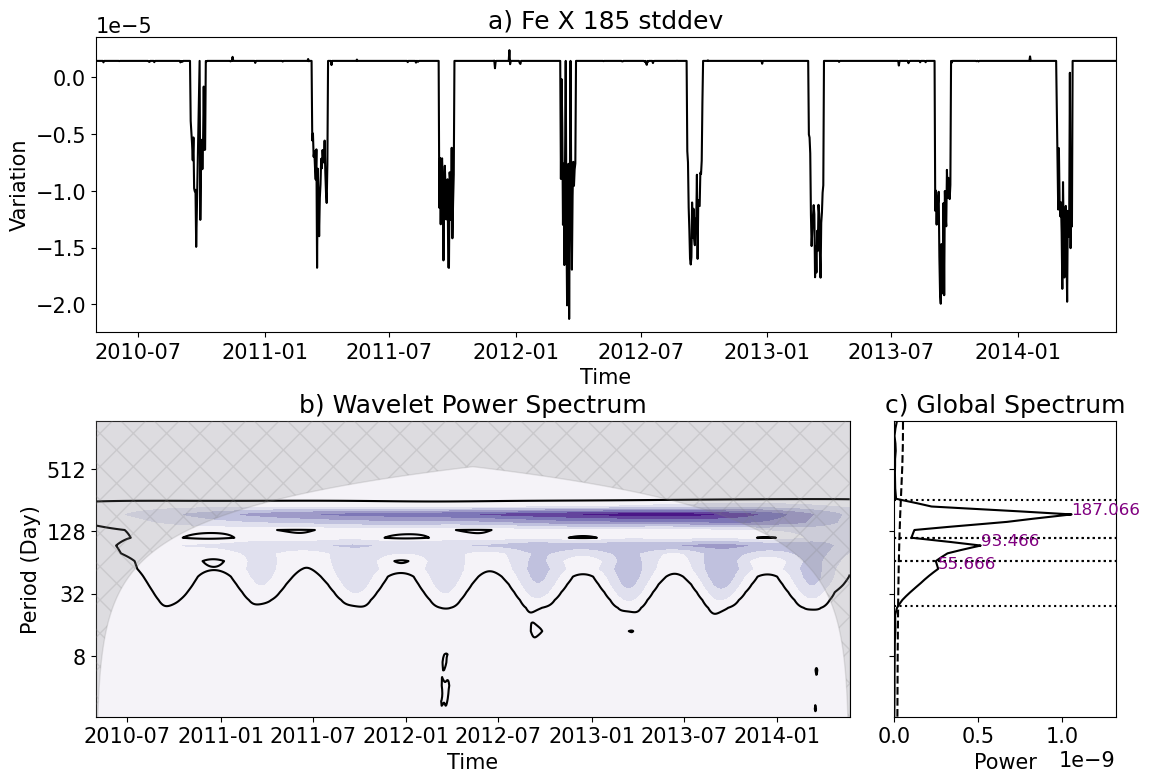 a) Fe X 185 stddev
1e−5
0.0
−0.5
−1.0
−1.5
−2.0
Variation
2010-07 2011-01 2011-07 2012-01 2012-07 2013-01 2013-07 2014-01
Time
b) Wavelet Power Spectrum
512
128
32
8
Period (Day)
2010-07 2011-01 2011-07 2012-01 2012-07 2013-01 2013-07 2014-01
Time
c) Global Spectrum
187.066
93.466
55.666
0.0 0.5 1.0
Power 1e−9